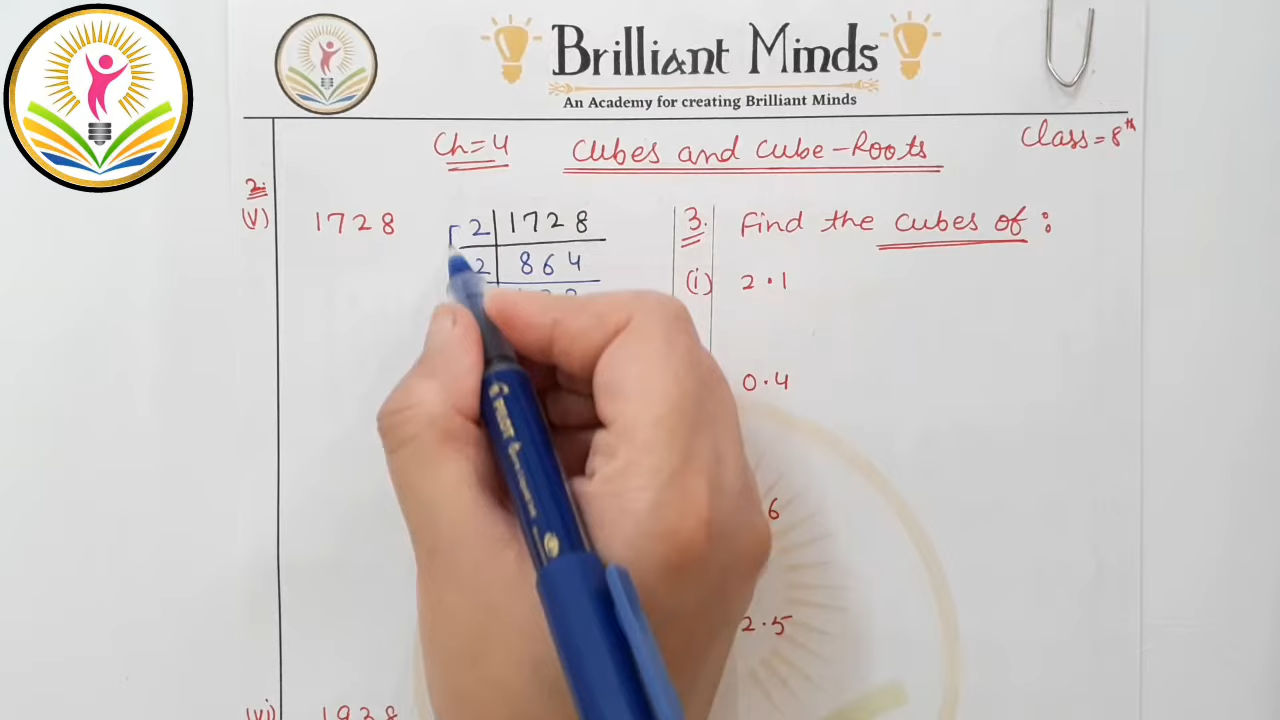 Brilliant Minds
An Academy for creating Brilliant Minds
Ch=4 Cubes and Cube-Roots Class=8th
2.
(V) 1728
2 1728
2 864
3. Find the cubes of :
(i) 2.1
0.4
6
2.5
(vi)